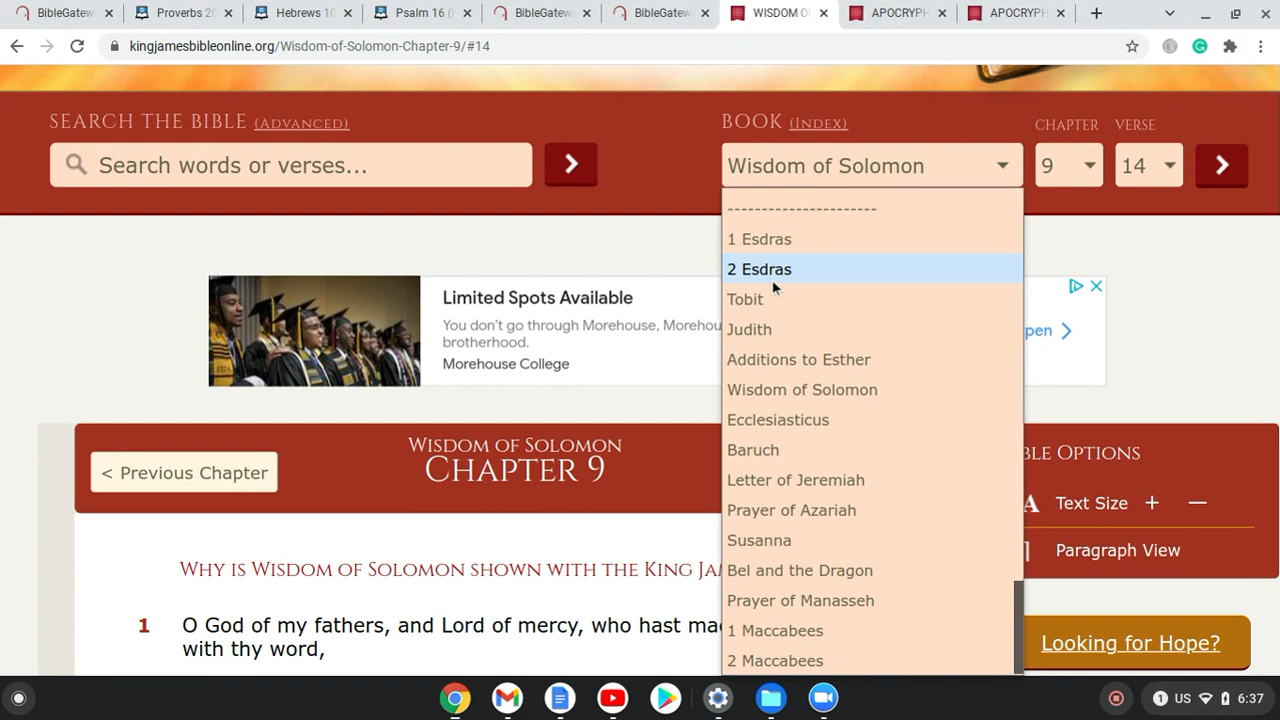 BibleGatew
Proverbs 20
Hebrews 10
Psalm 16 (
BibleGatew
BibleGatew
WISDOM O
APOCRYPH
APOCRYPH
kingjamesbibleonline.org/Wisdom-of-Solomon-Chapter-9/#14
SEARCH THE BIBLE (ADVANCED)
BOOK (INDEX)
CHAPTER
VERSE
Search words or verses...
Wisdom of Solomon
9
14
----------------------
1 Esdras
2 Esdras
Tobit
Judith
Additions to Esther
Wisdom of Solomon
Ecclesiasticus
Baruch
Letter of Jeremiah
Prayer of Azariah
Susanna
Bel and the Dragon
Prayer of Manasseh
1 Maccabees
2 Maccabees
Limited Spots Available
You don't go through Morehouse, Morehou
brotherhood.
Morehouse College
pen
< Previous Chapter
WISDOM OF SOLOMON
CHAPTER 9
BLE OPTIONS
A Text Size + —
Paragraph View
WHY IS WISDOM OF SOLOMON SHOWN WITH THE KING JA
1 O God of my fathers, and Lord of mercy, who hast ma
with thy word,
Looking for Hope?
1 US 6:37